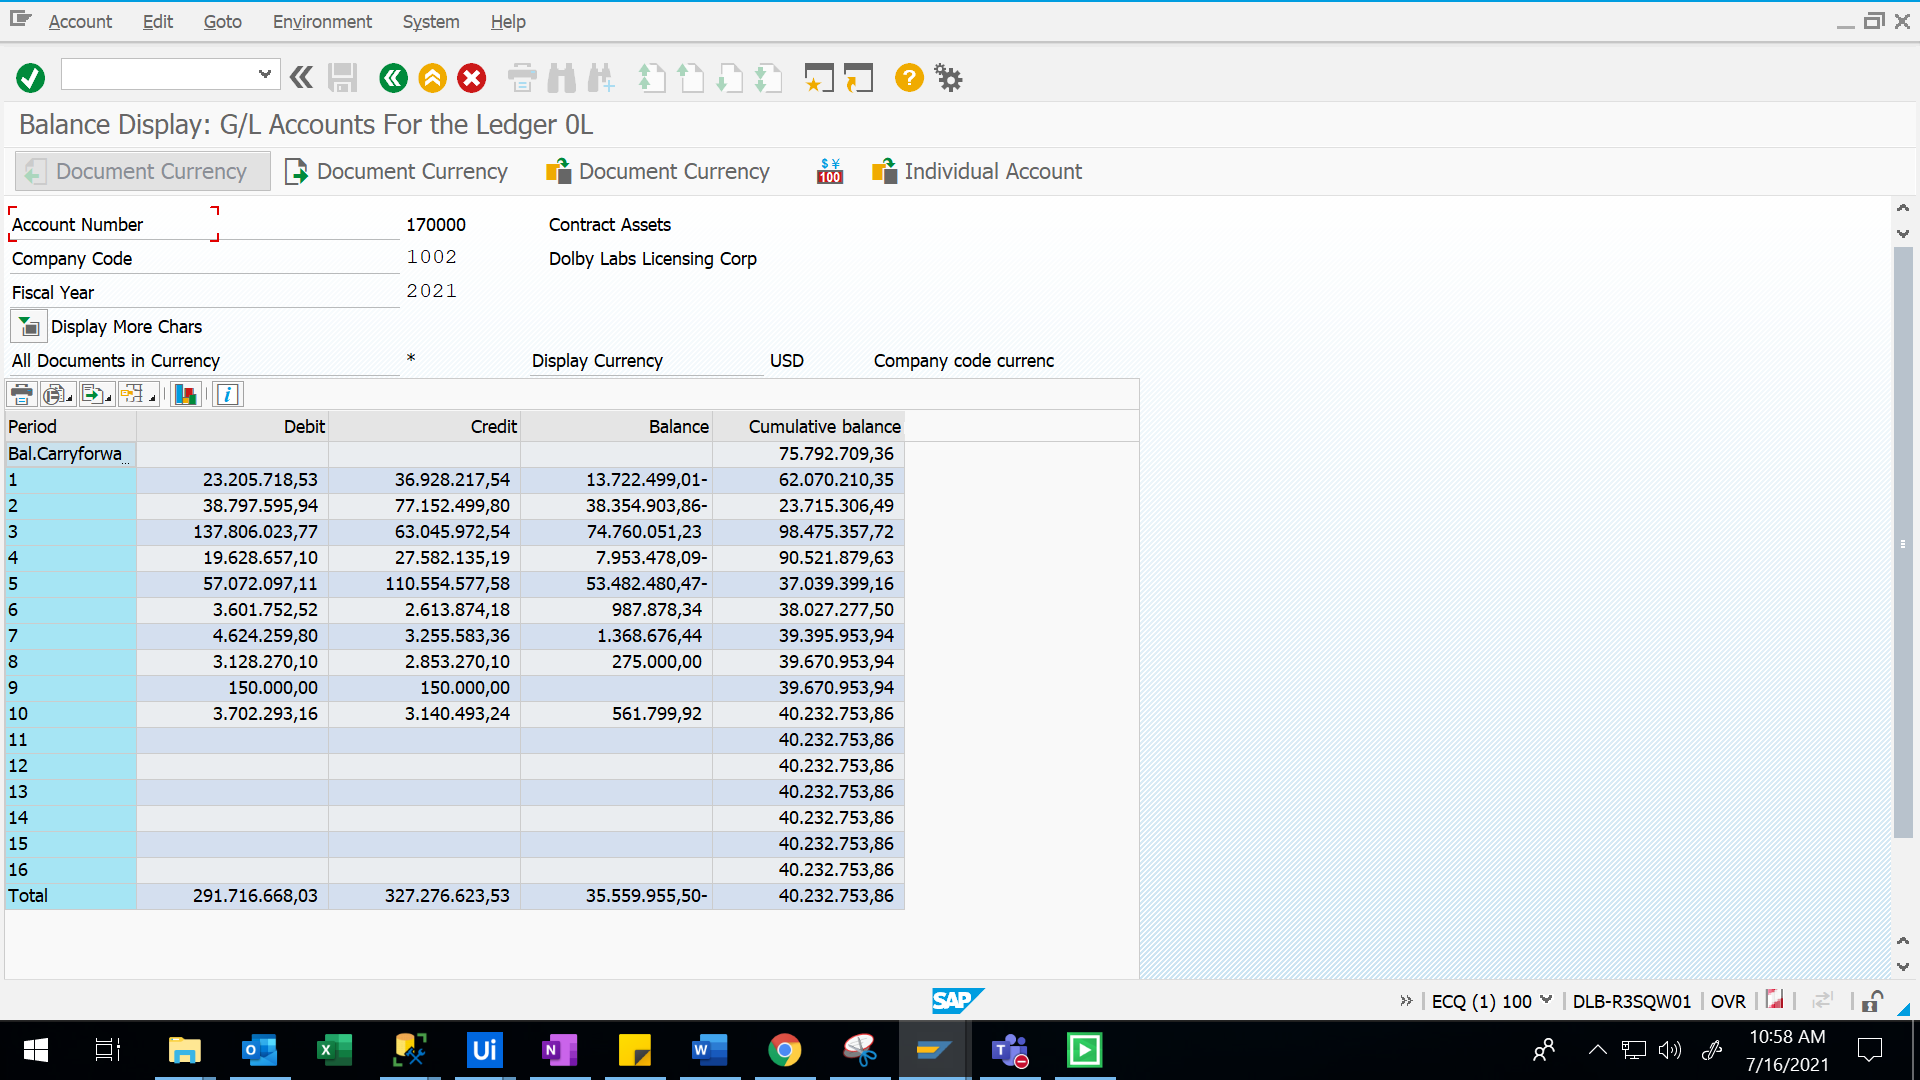 Account Edit Goto Environment System Help
Balance Display: G/L Accounts For the Ledger 0L
Document Currency Document Currency Document Currency $ ¥ 100 Individual Account
Account Number 170000 Contract Assets
Company Code 1002 Dolby Labs Licensing Corp
Fiscal Year 2021
Display More Chars
All Documents in Currency * Display Currency USD Company code currenc
Period Debit Credit Balance Cumulative balance
Bal.Carryforwa... 75.792.709,36
1 23.205.718,53 36.928.217,54 13.722.499,01- 62.070.210,35
2 38.797.595,94 77.152.499,80 38.354.903,86- 23.715.306,49
3 137.806.023,77 63.045.972,54 74.760.051,23 98.475.357,72
4 19.628.657,10 27.582.135,19 7.953.478,09- 90.521.879,63
5 57.072.097,11 110.554.577,58 53.482.480,47- 37.039.399,16
6 3.601.752,52 2.613.874,18 987.878,34 38.027.277,50
7 4.624.259,80 3.255.583,36 1.368.676,44 39.395.953,94
8 3.128.270,10 2.853.270,10 275.000,00 39.670.953,94
9 150.000,00 150.000,00 39.670.953,94
10 3.702.293,16 3.140.493,24 561.799,92 40.232.753,86
11 40.232.753,86
12 40.232.753,86
13 40.232.753,86
14 40.232.753,86
15 40.232.753,86
16 40.232.753,86
Total 291.716.668,03 327.276.623,53 35.559.955,50- 40.232.753,86
SAP ECQ (1) 100 DLB-R3SQW01 OVR
Ui 10:58 AM
7/16/2021